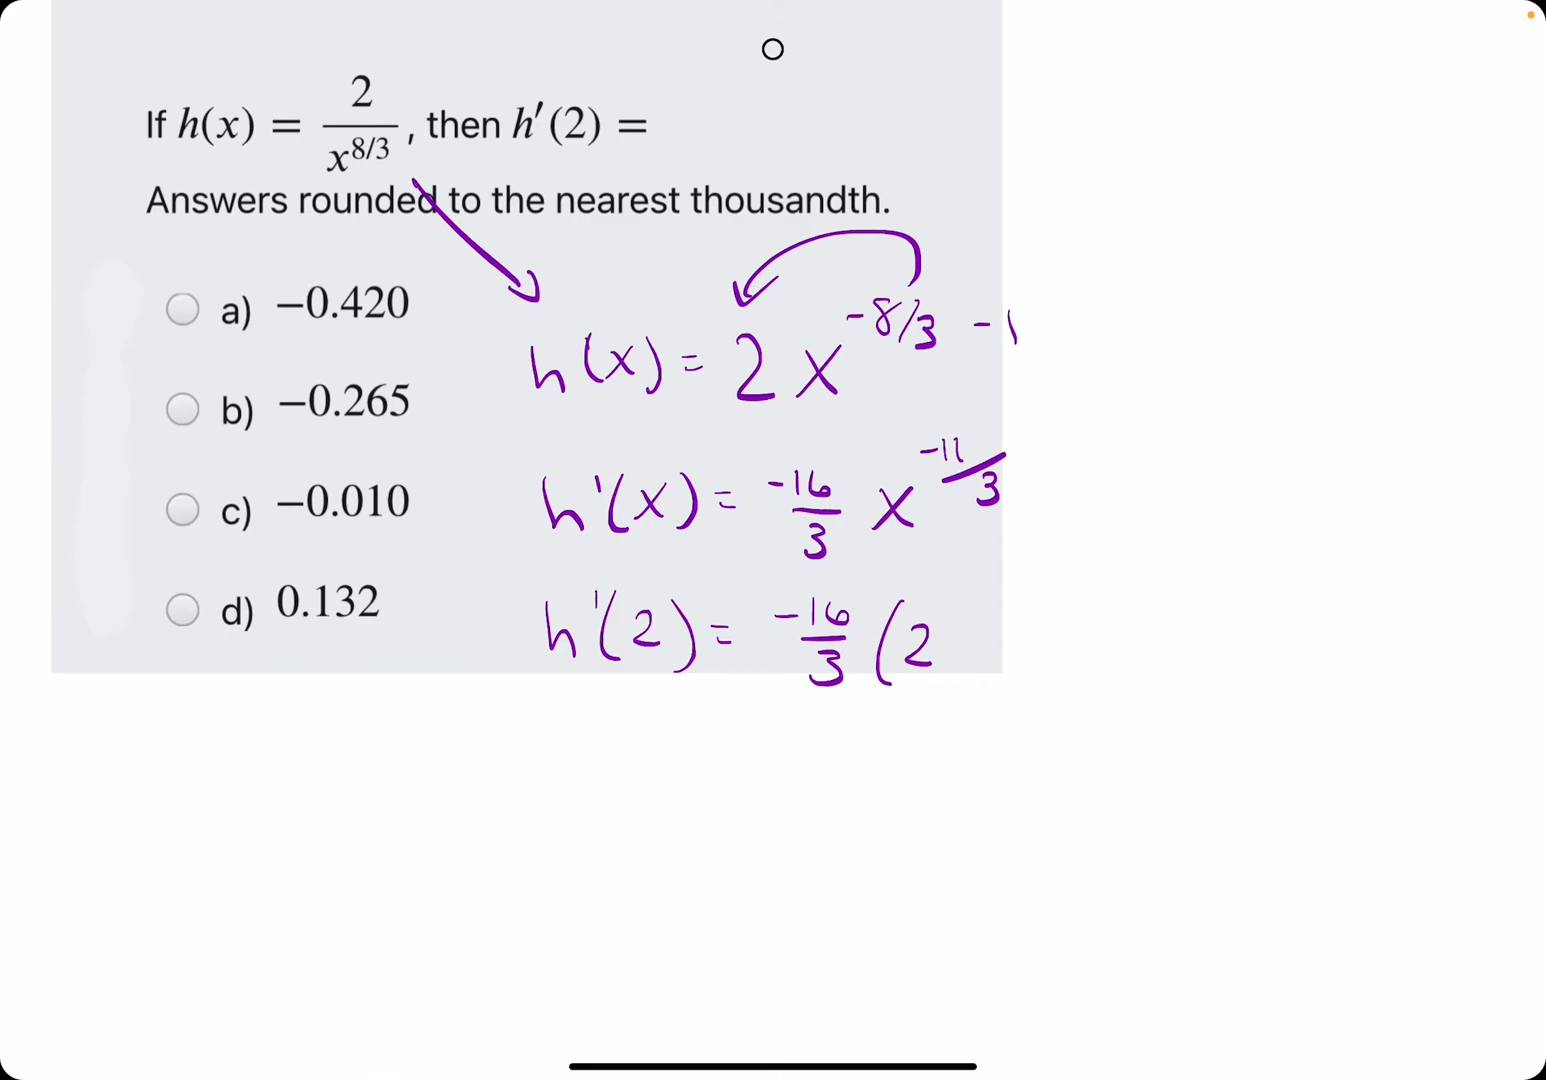 If h(x) = 2/x^{8/3}, then h′(2) =
Answers rounded to the nearest thousandth.
a) −0.420
b) −0.265
c) −0.010
d) 0.132
h(x) = 2x^{-8/3 - 1}
h'(x) = -16/3 x^{-11/3}
h'(2) = -16/3 (2